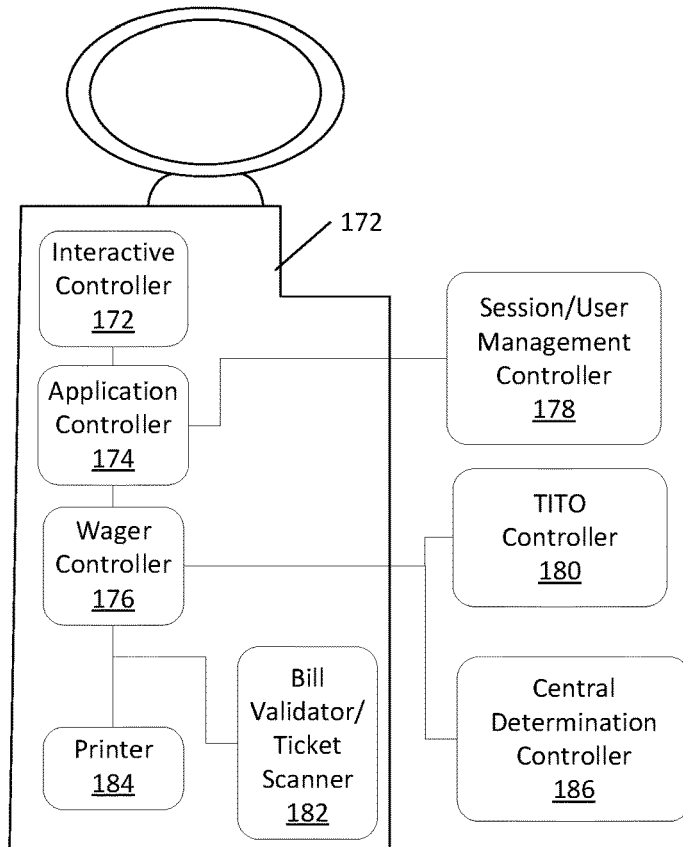 172
Interactive
Controller
172
Application
Controller
174
Wager
Controller
176
Printer
184
Bill
Validator/
Ticket
Scanner
182
Session/User
Management
Controller
178
TITO
Controller
180
Central
Determination
Controller
186